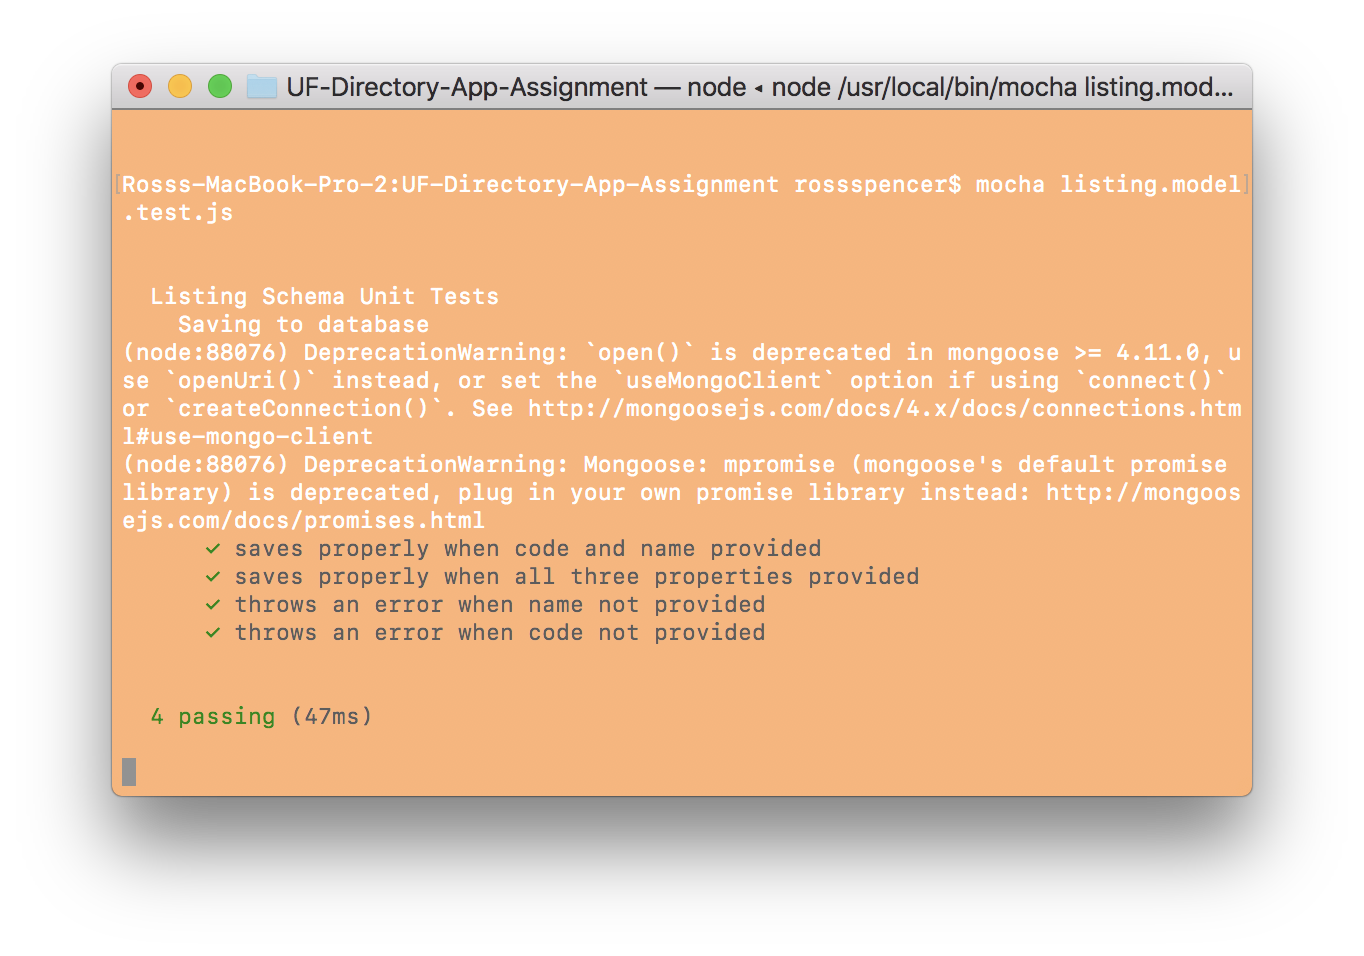 UF-Directory-App-Assignment — node ◂ node /usr/local/bin/mocha listing.mod...
[Rosss-MacBook-Pro-2:UF-Directory-App-Assignment rossspencer$ mocha listing.model]
.test.js
Listing Schema Unit Tests
Saving to database
(node:88076) DeprecationWarning: `open()` is deprecated in mongoose >= 4.11.0, u
se `openUri()` instead, or set the `useMongoClient` option if using `connect()`
or `createConnection()`. See http://mongoosejs.com/docs/4.x/docs/connections.htm
l#use-mongo-client
(node:88076) DeprecationWarning: Mongoose: mpromise (mongoose's default promise
library) is deprecated, plug in your own promise library instead: http://mongoos
ejs.com/docs/promises.html
✓ saves properly when code and name provided
✓ saves properly when all three properties provided
✓ throws an error when name not provided
✓ throws an error when code not provided
4 passing (47ms)